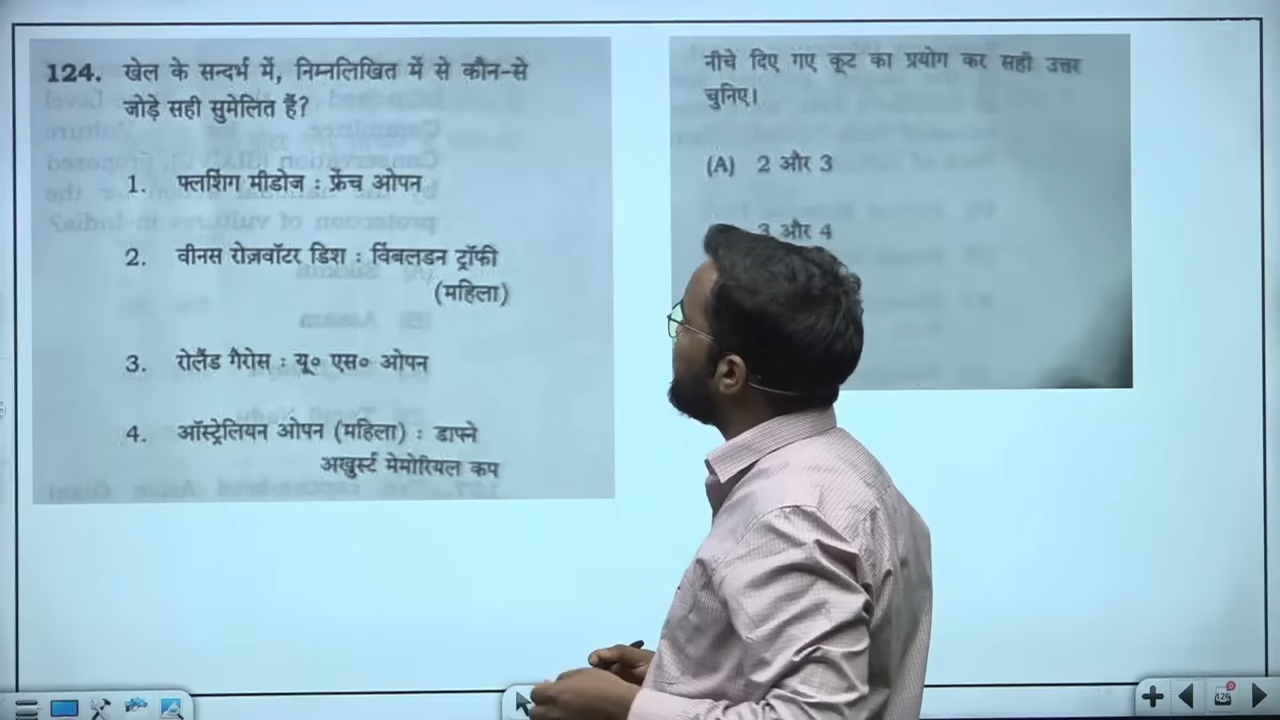 124. खेल के सन्दर्भ में, निम्नलिखित में से कौन-से
जोड़े सही सुमेलित हैं?
1. फ्लशिंग मीडोज : फ्रेंच ओपन
2. वीनस रोज़वॉटर डिश : विंबलडन ट्रॉफी
(महिला)
3. रोलैंड गैरोस : यू० एस० ओपन
4. ऑस्ट्रेलियन ओपन (महिला) : डाफ्ने
अखुर्स्ट मेमोरियल कप
नीचे दिए गए कूट का प्रयोग कर सही उत्तर
चुनिए।
(A) 2 और 3
3 और 4